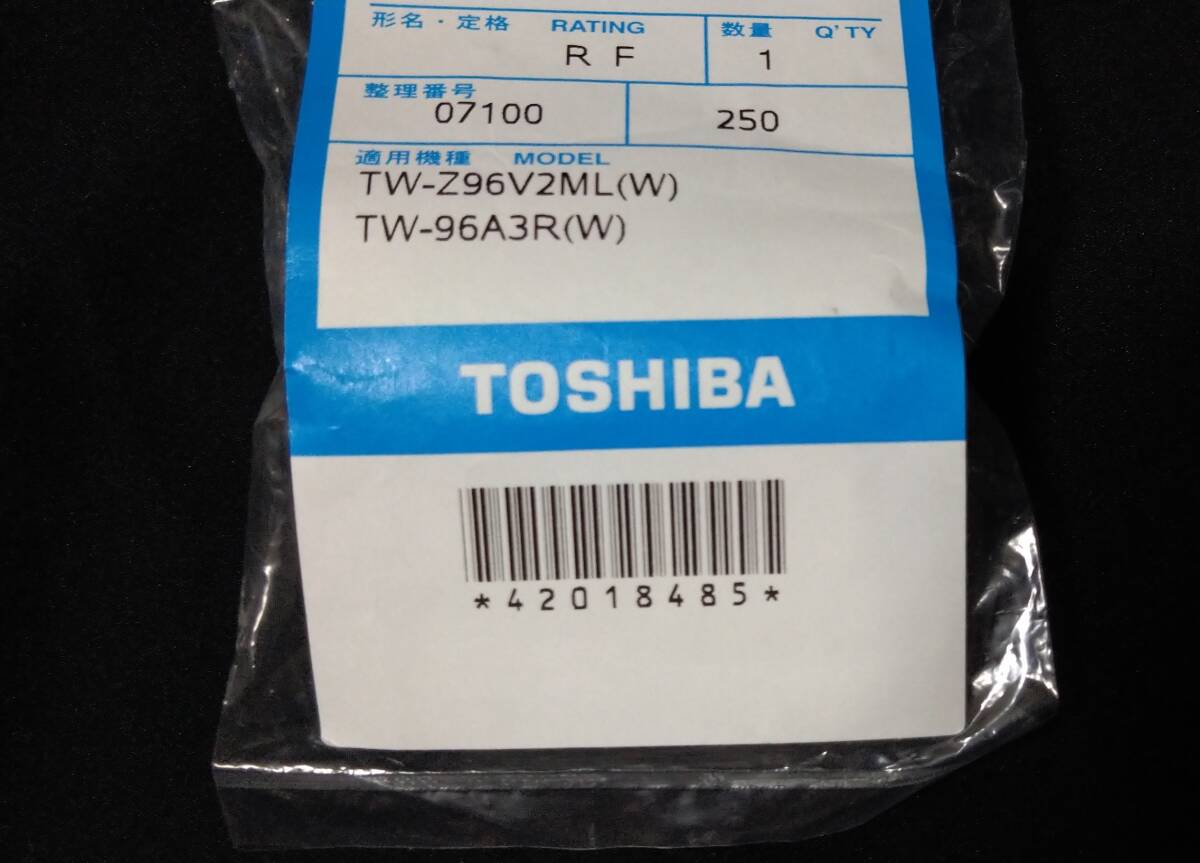 形名・定格 RATING 数量 Q'TY
R F 1
整理番号
07100 250
適用機種 MODEL
TW-Z96V2ML(W)
TW-96A3R(W)
TOSHIBA
*42018485*